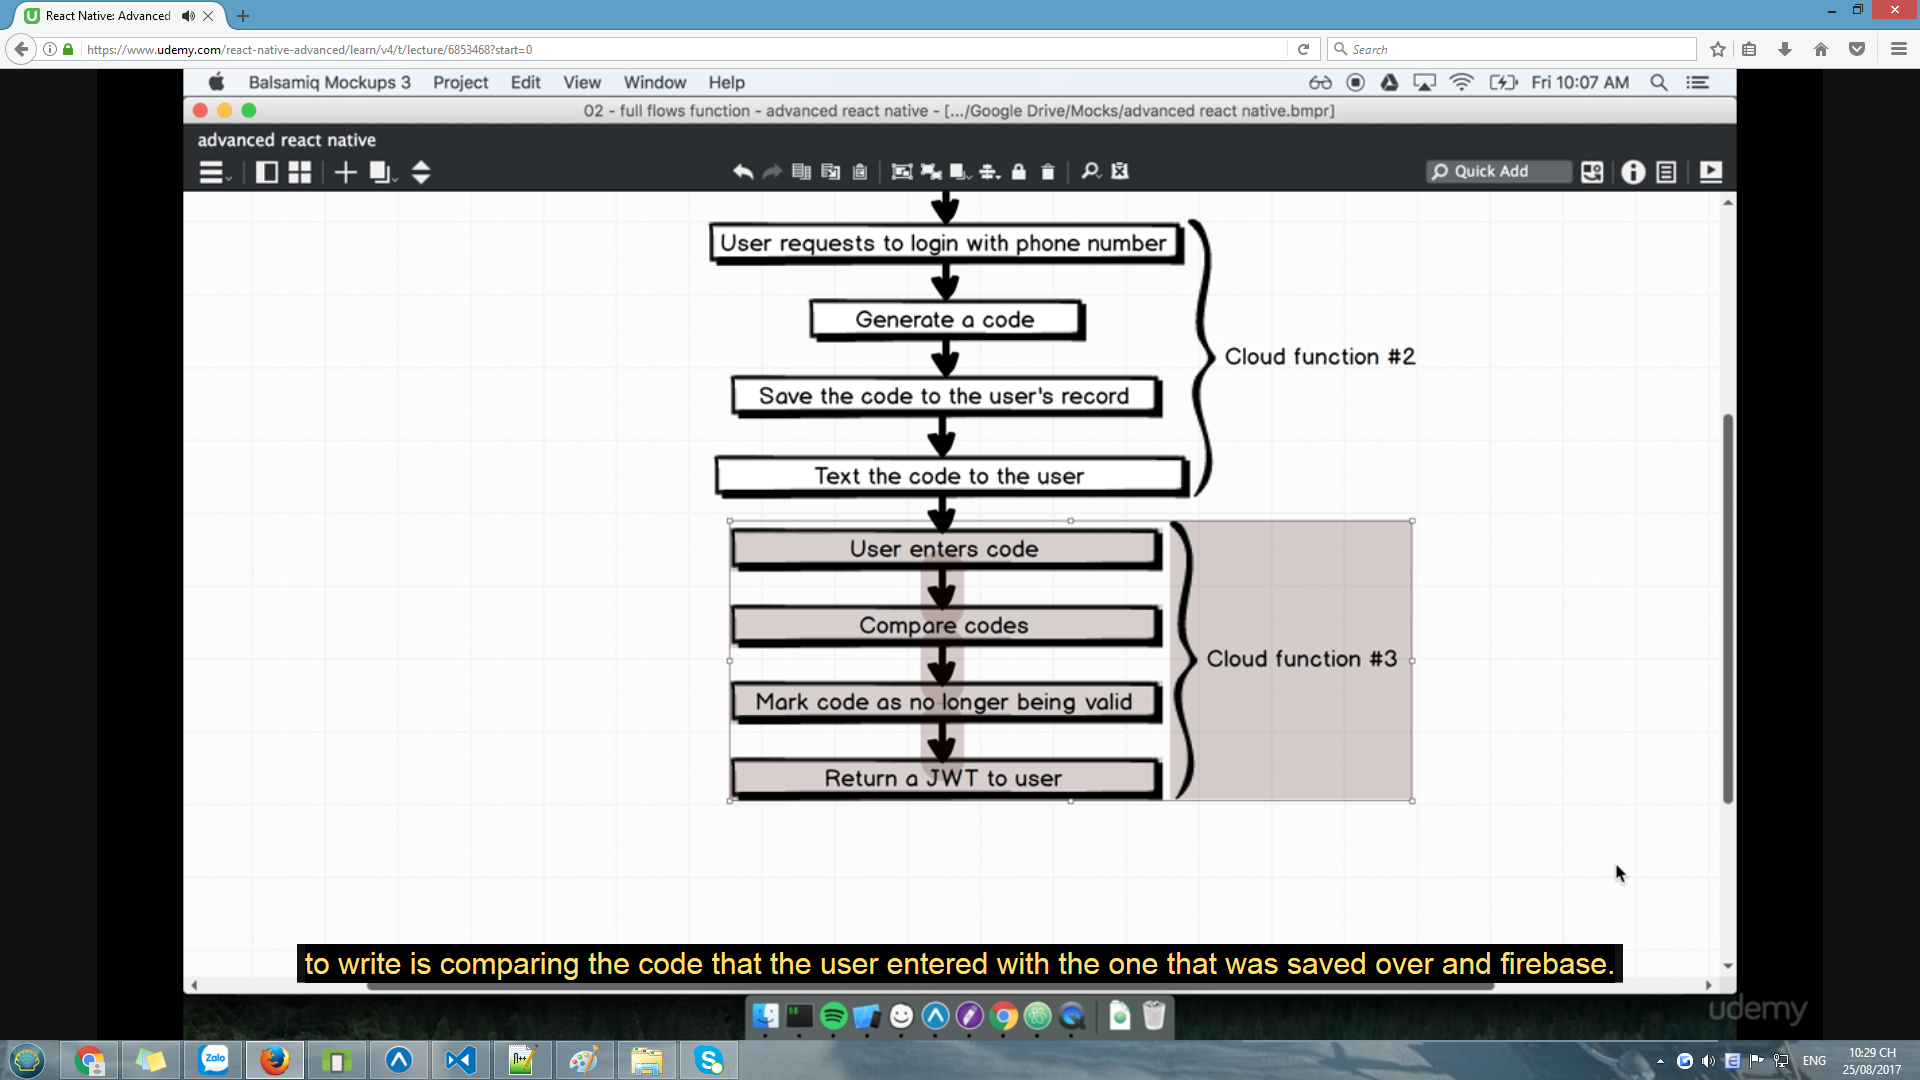 React Native: Advanced
https://www.udemy.com/react-native-advanced/learn/v4/t/lecture/6853468?start=0
Search
Balsamiq Mockups 3 Project Edit View Window Help
Fri 10:07 AM
02 - full flows function - advanced react native - [.../Google Drive/Mocks/advanced react native.bmpr]
advanced react native
Quick Add
User requests to login with phone number
Generate a code
Cloud function #2
Save the code to the user's record
Text the code to the user
User enters code
Compare codes
Cloud function #3
Mark code as no longer being valid
Return a JWT to user
to write is comparing the code that the user entered with the one that was saved over and firebase.
udemy
Zalo
ENG
10:29 CH
25/08/2017